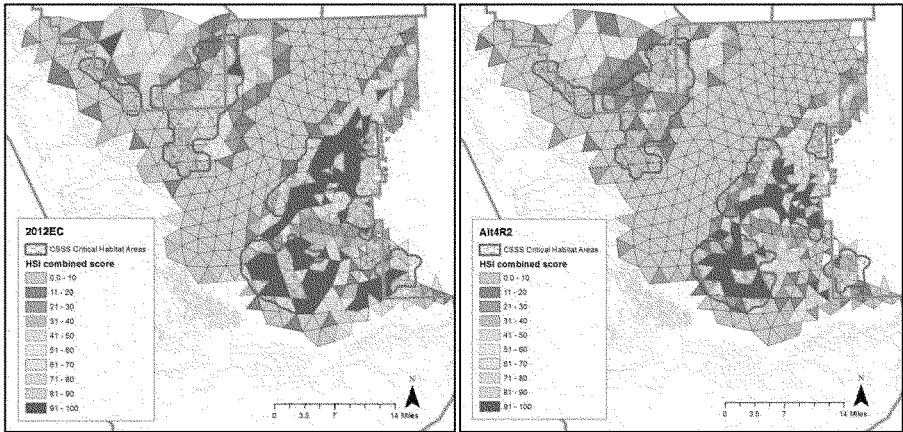 2012EC
CSSS Critical Habitat Areas
HSI combined score
0.0 - 10
11 - 20
21 - 30
31 - 40
41 - 50
51 - 60
61 - 70
71 - 80
81 - 90
91 - 100
N
0 3.5 7 14 Miles
Alt4R2
CSSS Critical Habitat Areas
HSI combined score
0.0 - 10
11 - 20
21 - 30
31 - 40
41 - 50
51 - 60
61 - 70
71 - 80
81 - 90
91 - 100
N
0 3.5 7 14 Miles